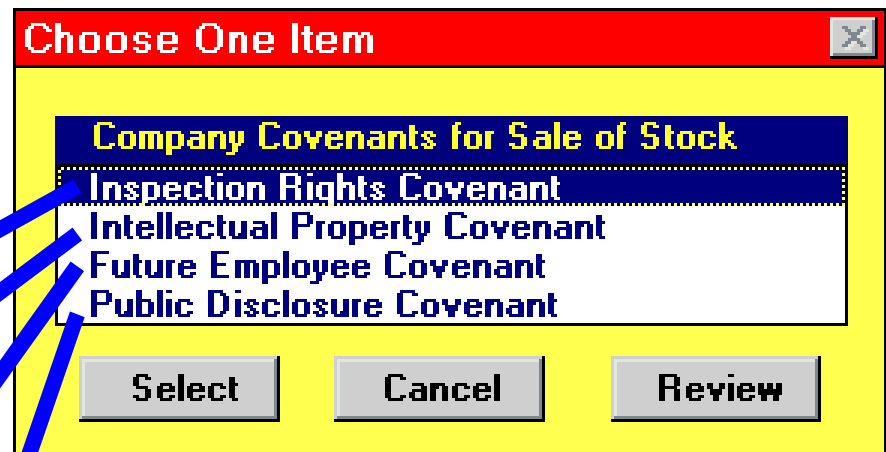 Choose One Item
Company Covenants for Sale of Stock
Inspection Rights Covenant
Intellectual Property Covenant
Future Employee Covenant
Public Disclosure Covenant
Select Cancel Review